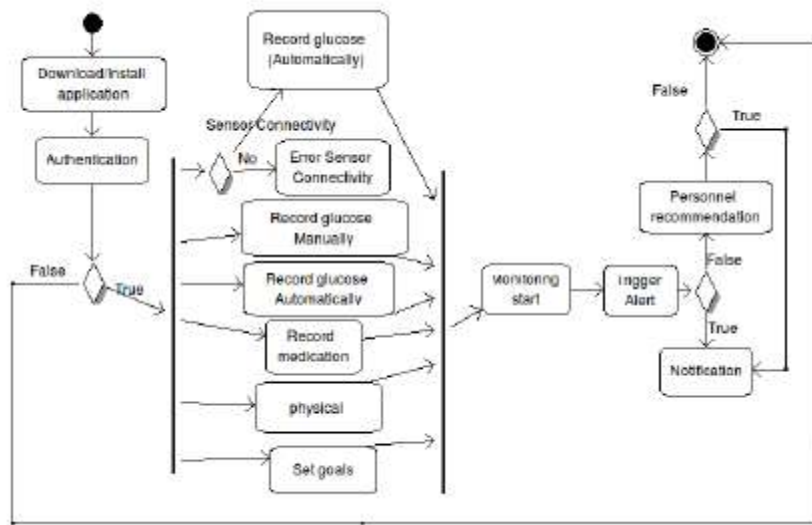 Record glucose
(Automatically)
Download/Install
application
Authentication
Sensor Connectivity
No
Error Sensor
Connectivity
Record glucose
Manually
Record glucose
Automatically
Record
medication
physical
Set goals
False
True
Monitoring
start
Trigger
Alert
False
True
Personnel
recommendation
False
True
Notification